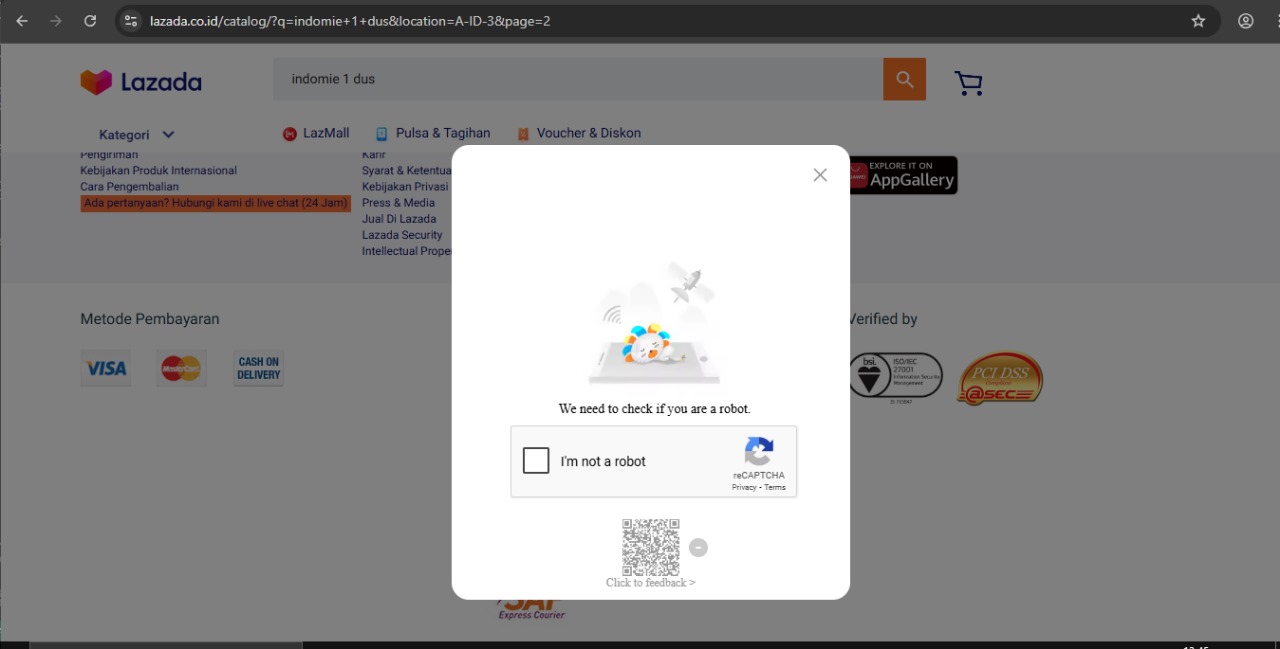 lazada.co.id/catalog/?q=indomie+1+dus&location=A-ID-3&page=2
Lazada
indomie 1 dus
Kategori
LazMall
Pulsa & Tagihan
Voucher & Diskon
Pengiriman
Kebijakan Produk Internasional
Cara Pengembalian
Ada pertanyaan? Hubungi kami di live chat (24 Jam)
Karir
Syarat & Ketentua
Kebijakan Privasi
Press & Media
Jual Di Lazada
Lazada Security
Intellectual Prope
EXPLORE IT ON
AppGallery
We need to check if you are a robot.
I'm not a robot
reCAPTCHA
Privacy - Terms
Click to feedback >
Metode Pembayaran
VISA
MasterCard
CASH ON
DELIVERY
Verified by
bsi.
ISO/IEC
27001
Information Security
Management
PCI DSS
Compliant
@SEC
SAP
Express Courier